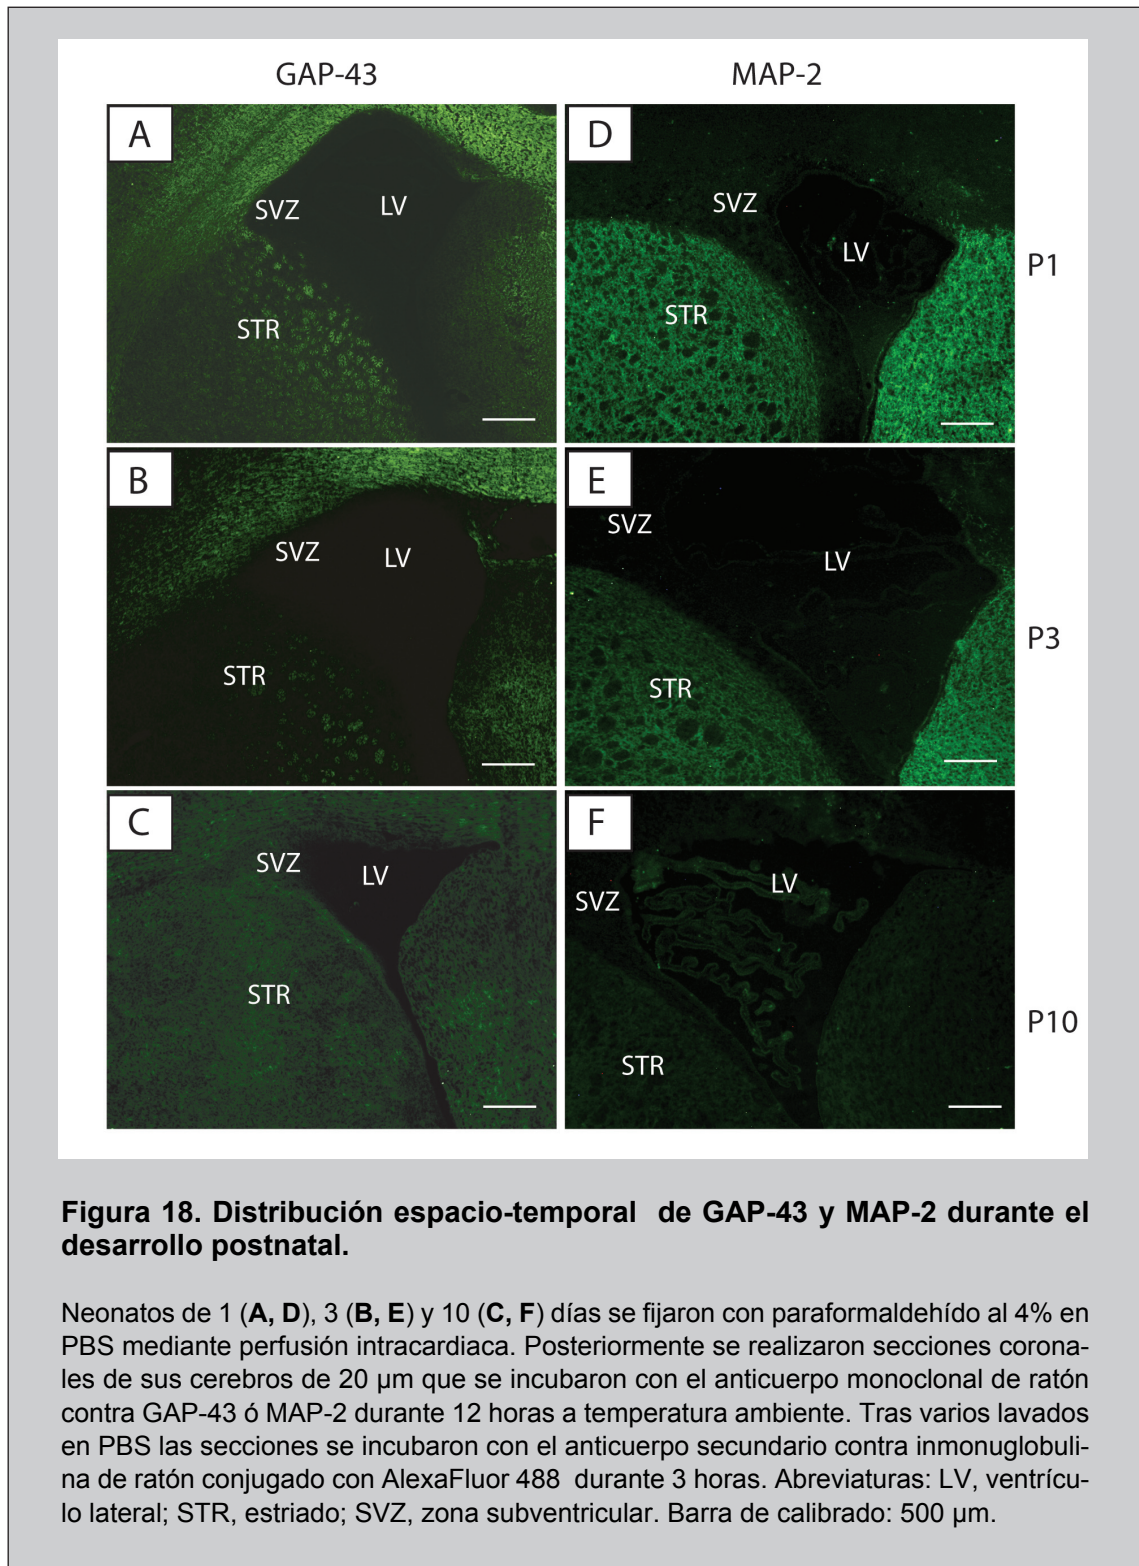 GAP-43 MAP-2
A
SVZ LV
STR
D
SVZ
LV
STR
P1
B
SVZ LV
STR
E
SVZ
LV
STR
P3
C
SVZ
LV
STR
F
LV
SVZ
STR
P10
Figura 18. Distribución espacio-temporal de GAP-43 y MAP-2 durante el
desarrollo postnatal.
Neonatos de 1 (A, D), 3 (B, E) y 10 (C, F) días se fijaron con paraformaldehído al 4% en
PBS mediante perfusión intracardiaca. Posteriormente se realizaron secciones corona-
les de sus cerebros de 20 µm que se incubaron con el anticuerpo monoclonal de ratón
contra GAP-43 ó MAP-2 durante 12 horas a temperatura ambiente. Tras varios lavados
en PBS las secciones se incubaron con el anticuerpo secundario contra inmonuglobuli-
na de ratón conjugado con AlexaFluor 488 durante 3 horas. Abreviaturas: LV, ventrícu-
lo lateral; STR, estriado; SVZ, zona subventricular. Barra de calibrado: 500 µm.